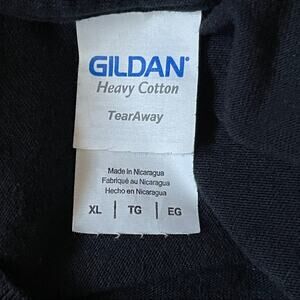 GILDAN®
Heavy Cotton
TearAway
Made in Nicaragua
Fabriqué au Nicaragua
Hecho en Nicaragua
XL | TG | EG